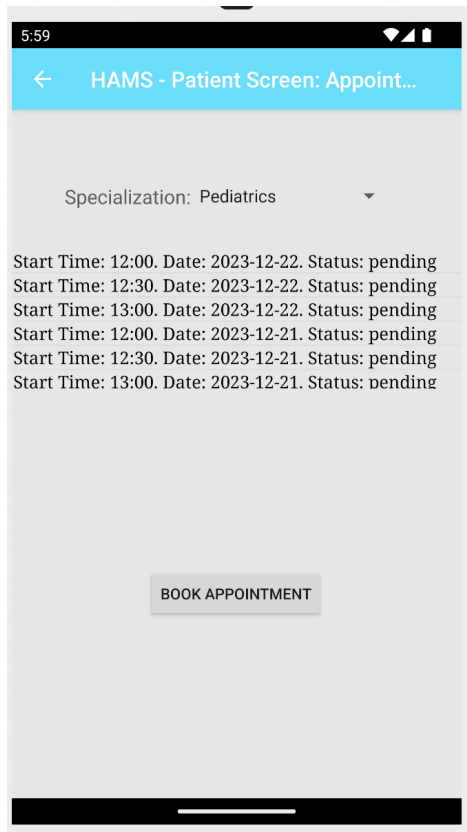 5:59
HAMS - Patient Screen: Appoint...
Specialization: Pediatrics
Start Time: 12:00. Date: 2023-12-22. Status: pending
Start Time: 12:30. Date: 2023-12-22. Status: pending
Start Time: 13:00. Date: 2023-12-22. Status: pending
Start Time: 12:00. Date: 2023-12-21. Status: pending
Start Time: 12:30. Date: 2023-12-21. Status: pending
Start Time: 13:00. Date: 2023-12-21. Status: pending
BOOK APPOINTMENT